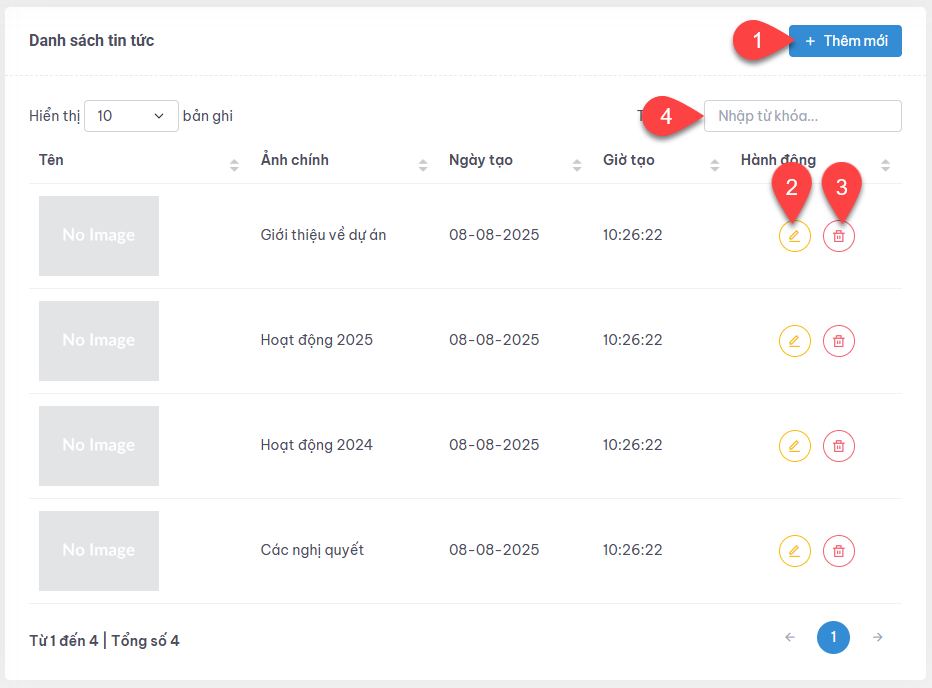 Danh sách tin tức
1
+ Thêm mới
Hiển thị 10 bản ghi
4
Nhập từ khóa...
Tên Ảnh chính Ngày tạo Giờ tạo Hành động
2 3
No Image Giới thiệu về dự án 08-08-2025 10:26:22
No Image Hoạt động 2025 08-08-2025 10:26:22
No Image Hoạt động 2024 08-08-2025 10:26:22
No Image Các nghị quyết 08-08-2025 10:26:22
Từ 1 đến 4 | Tổng số 4
1